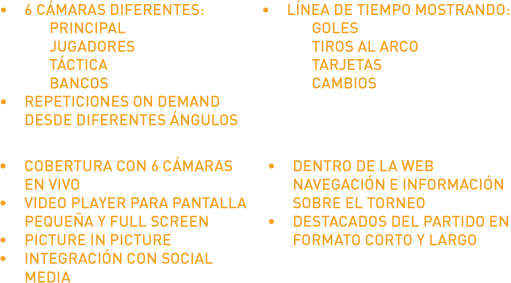 • 6 CÁMARAS DIFERENTES:
PRINCIPAL
JUGADORES
TÁCTICA
BANCOS
• REPETICIONES ON DEMAND
DESDE DIFERENTES ÁNGULOS
• LÍNEA DE TIEMPO MOSTRANDO:
GOLES
TIROS AL ARCO
TARJETAS
CAMBIOS
• COBERTURA CON 6 CÁMARAS
EN VIVO
• VIDEO PLAYER PARA PANTALLA
PEQUEÑA Y FULL SCREEN
• PICTURE IN PICTURE
• INTEGRACIÓN CON SOCIAL
MEDIA
• DENTRO DE LA WEB
NAVEGACIÓN E INFORMACIÓN
SOBRE EL TORNEO
• DESTACADOS DEL PARTIDO EN
FORMATO CORTO Y LARGO